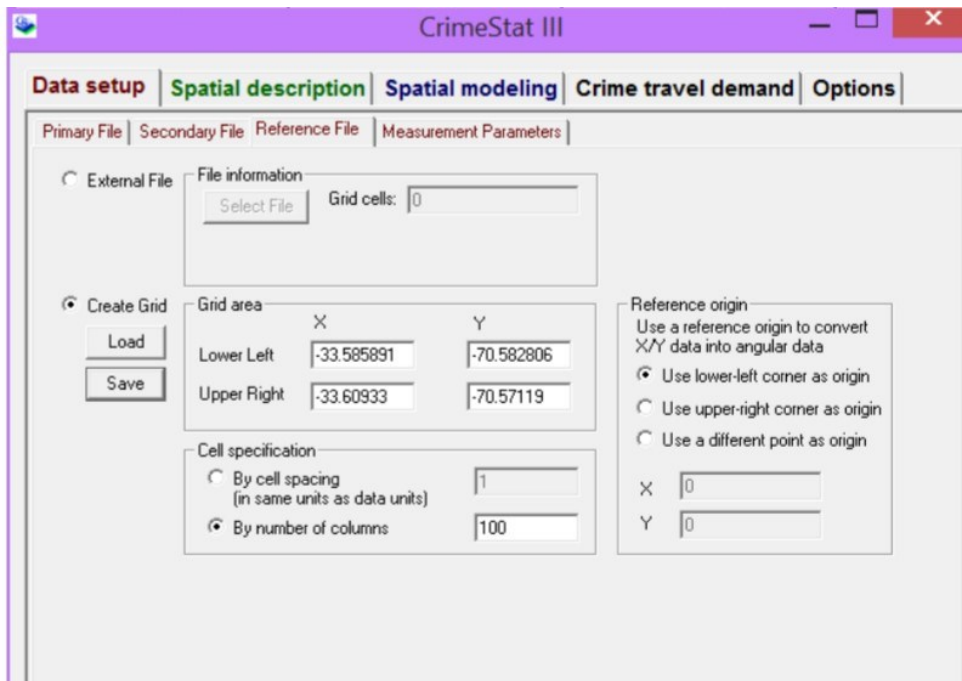 CrimeStat III
Data setup Spatial description Spatial modeling Crime travel demand Options
Primary File Secondary File Reference File Measurement Parameters
External File
File information
Select File Grid cells: 0
Create Grid
Load
Save
Grid area
X Y
Lower Left -33.585891 -70.582806
Upper Right -33.60933 -70.57119
Cell specification
By cell spacing
(in same units as data units) 1
By number of columns 100
Reference origin
Use a reference origin to convert
X/Y data into angular data
Use lower-left corner as origin
Use upper-right corner as origin
Use a different point as origin
X 0
Y 0